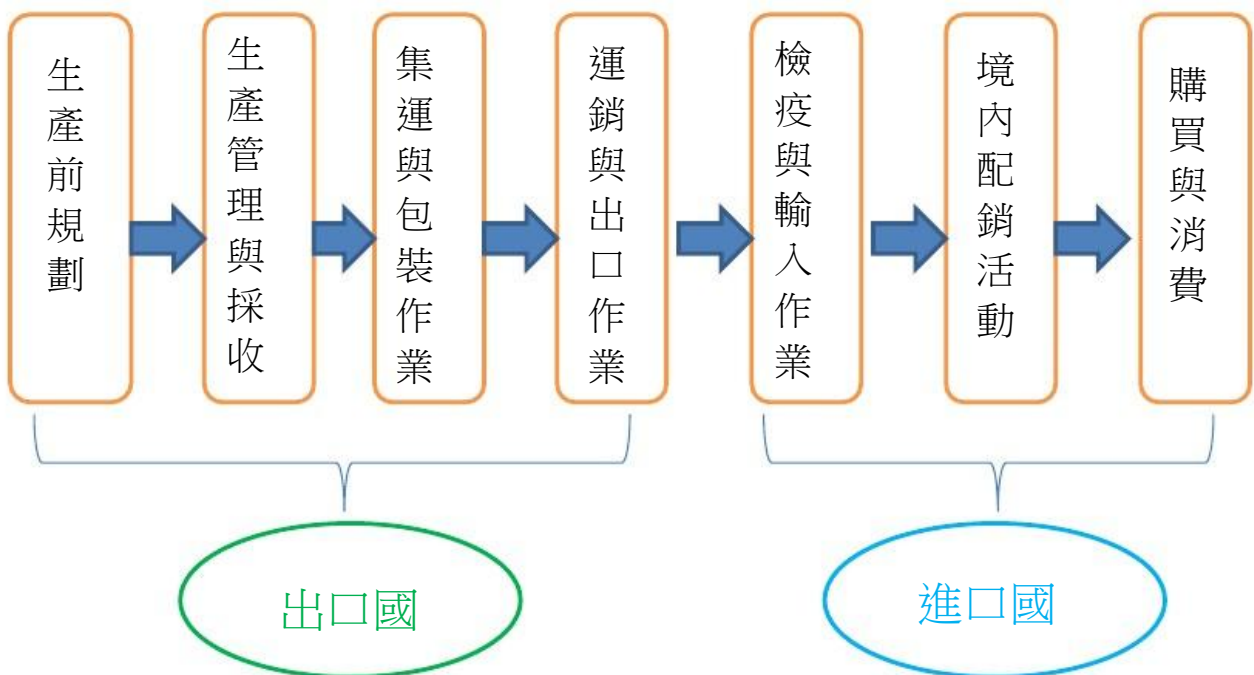 生產前規劃
生產管理與採收
集運與包裝作業
運銷與出口作業
檢疫與輸入作業
境內配銷活動
購買與消費
出口國
進口國